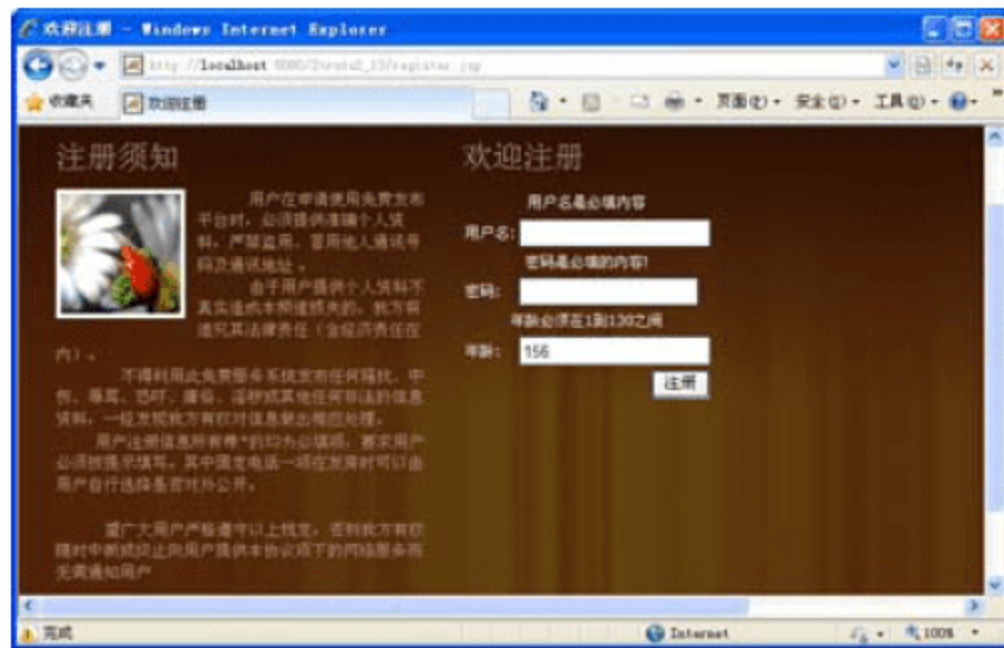 欢迎注册 - Windows Internet Explorer
http://localhost:8080/Struts2_13/register.jsp
收藏夹 欢迎注册 页面(P) 安全(S) 工具(O)
注册须知
用户在申请使用免费发布
平台时，必须提供准确个人资
料，严禁盗用、冒用他人通讯号
码及通讯地址。
由于用户提供个人资料不
真实造成本频道损失的，我方将
追究其法律责任（含经济责任在
内）。
不得利用此免费服务系统发布任何骚扰、中
伤、辱骂、恐吓、庸俗、淫秽或其他任何非法的信息
资料，一经发现我方有权对信息做出相应处理。
用户注册信息所有带*的均为必填项，要求用户
必须按提示填写。其中固定电话一项在发布时可以由
用户自行选择是否对外公开。
望广大用户严格遵守以上规定，否则我方有权
随时中断或终止向用户提供本协议项下的网络服务而
无需通知用户
欢迎注册
用户名是必填内容
用户名:
密码是必填的内容!
密码:
年龄必须在1到130之间
年龄: 156
注册
完成 Internet 100%